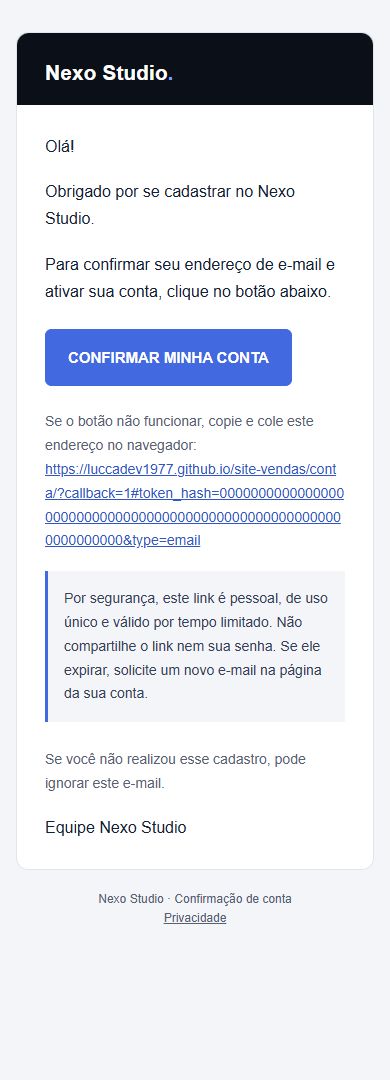 Nexo Studio.
Olá!
Obrigado por se cadastrar no Nexo
Studio.
Para confirmar seu endereço de e-mail e
ativar sua conta, clique no botão abaixo.
CONFIRMAR MINHA CONTA
Se o botão não funcionar, copie e cole este
endereço no navegador:
https://luccadev1977.github.io/site-vendas/cont
a/?callback=1#token_hash=0000000000000000
00000000000000000000000000000000000000
0000000000&type=email
Por segurança, este link é pessoal, de uso
único e válido por tempo limitado. Não
compartilhe o link nem sua senha. Se ele
expirar, solicite um novo e-mail na página
da sua conta.
Se você não realizou esse cadastro, pode
ignorar este e-mail.
Equipe Nexo Studio
Nexo Studio · Confirmação de conta
Privacidade